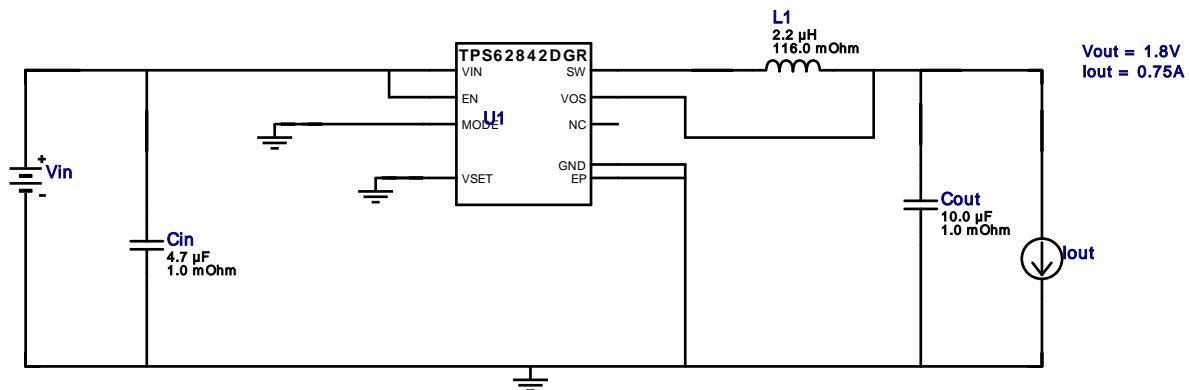 L1
2.2 µH
116.0 mOhm
Vout = 1.8V
Iout = 0.75A
TPS62842DGR
VIN
SW
EN
VOS
U1
MODE
NC
GND
VSET
EP
+
Vin
-
Cin
4.7 µF
1.0 mOhm
Cout
10.0 µF
1.0 mOhm
Iout